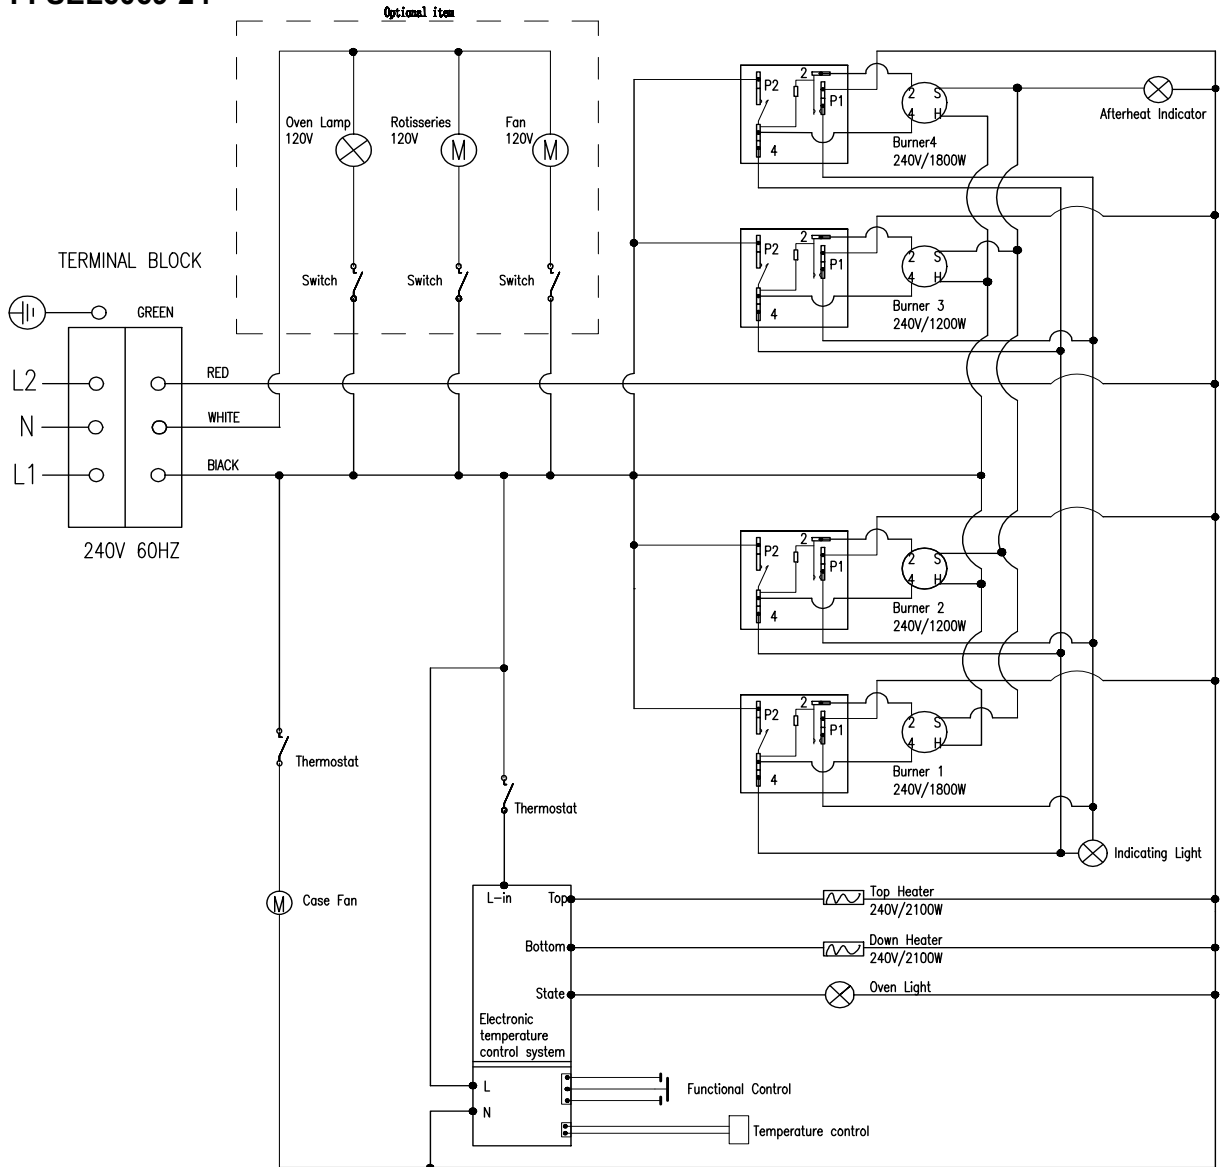 Optional item
Oven Lamp
120V
Rotisseries
120V
Fan
120V
Switch
Switch
Switch
TERMINAL BLOCK
GREEN
L2
RED
N
WHITE
L1
BIACK
240V 60HZ
P2
2
P1
4
2
S
4
H
Burner4
240V/1800W
Afterheat Indicator
P2
2
P1
4
2
S
4
H
Burner 3
240V/1200W
P2
2
P1
4
2
S
4
H
Burner 2
240V/1200W
P2
2
P1
4
2
S
4
H
Burner 1
240V/1800W
Indicating Light
Thermostat
Thermostat
M
M
M
Case Fan
L-in
Top
Top Heater
240V/2100W
Bottom
Down Heater
240V/2100W
State
Oven Light
Electronic
temperature
control system
L
Functional Control
N
Temperature control